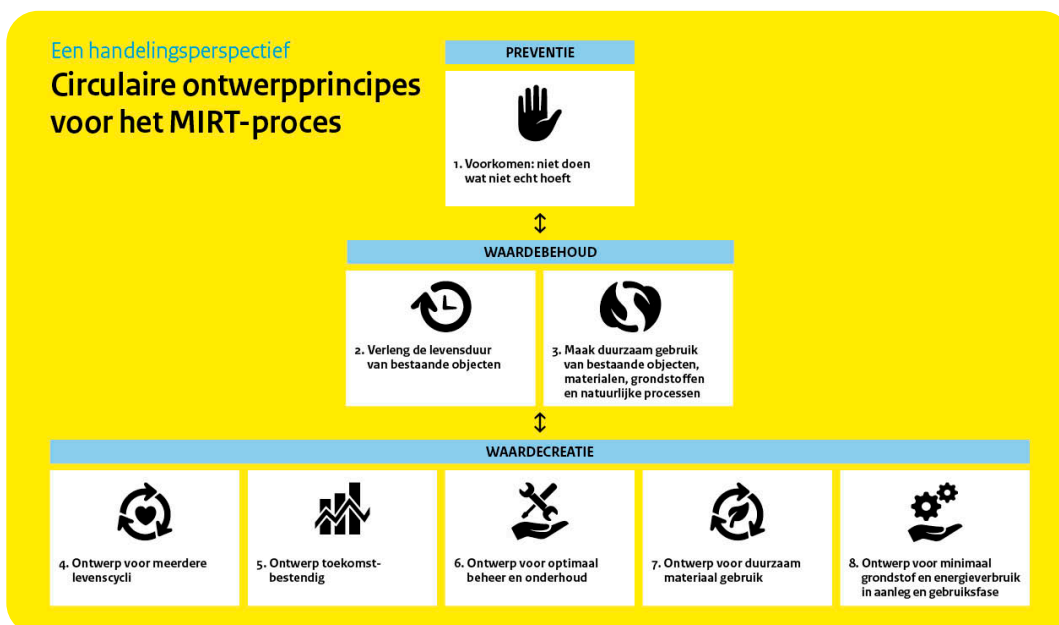 Een handelingsperspectief
Circulaire ontwerpprincipes
voor het MIRT-proces
PREVENTIE
1. Voorkomen: niet doen
wat niet echt hoeft
WAARDEBEHOUD
2. Verleng de levensduur
van bestaande objecten
3. Maak duurzaam gebruik
van bestaande objecten,
materialen, grondstoffen
en natuurlijke processen
WAARDECREATIE
4. Ontwerp voor meerdere
levenscycli
5. Ontwerp toekomst-
bestendig
6. Ontwerp voor optimaal
beheer en onderhoud
7. Ontwerp voor duurzaam
materiaal gebruik
8. Ontwerp voor minimaal
grondstof en energieverbruik
in aanleg en gebruiksfase